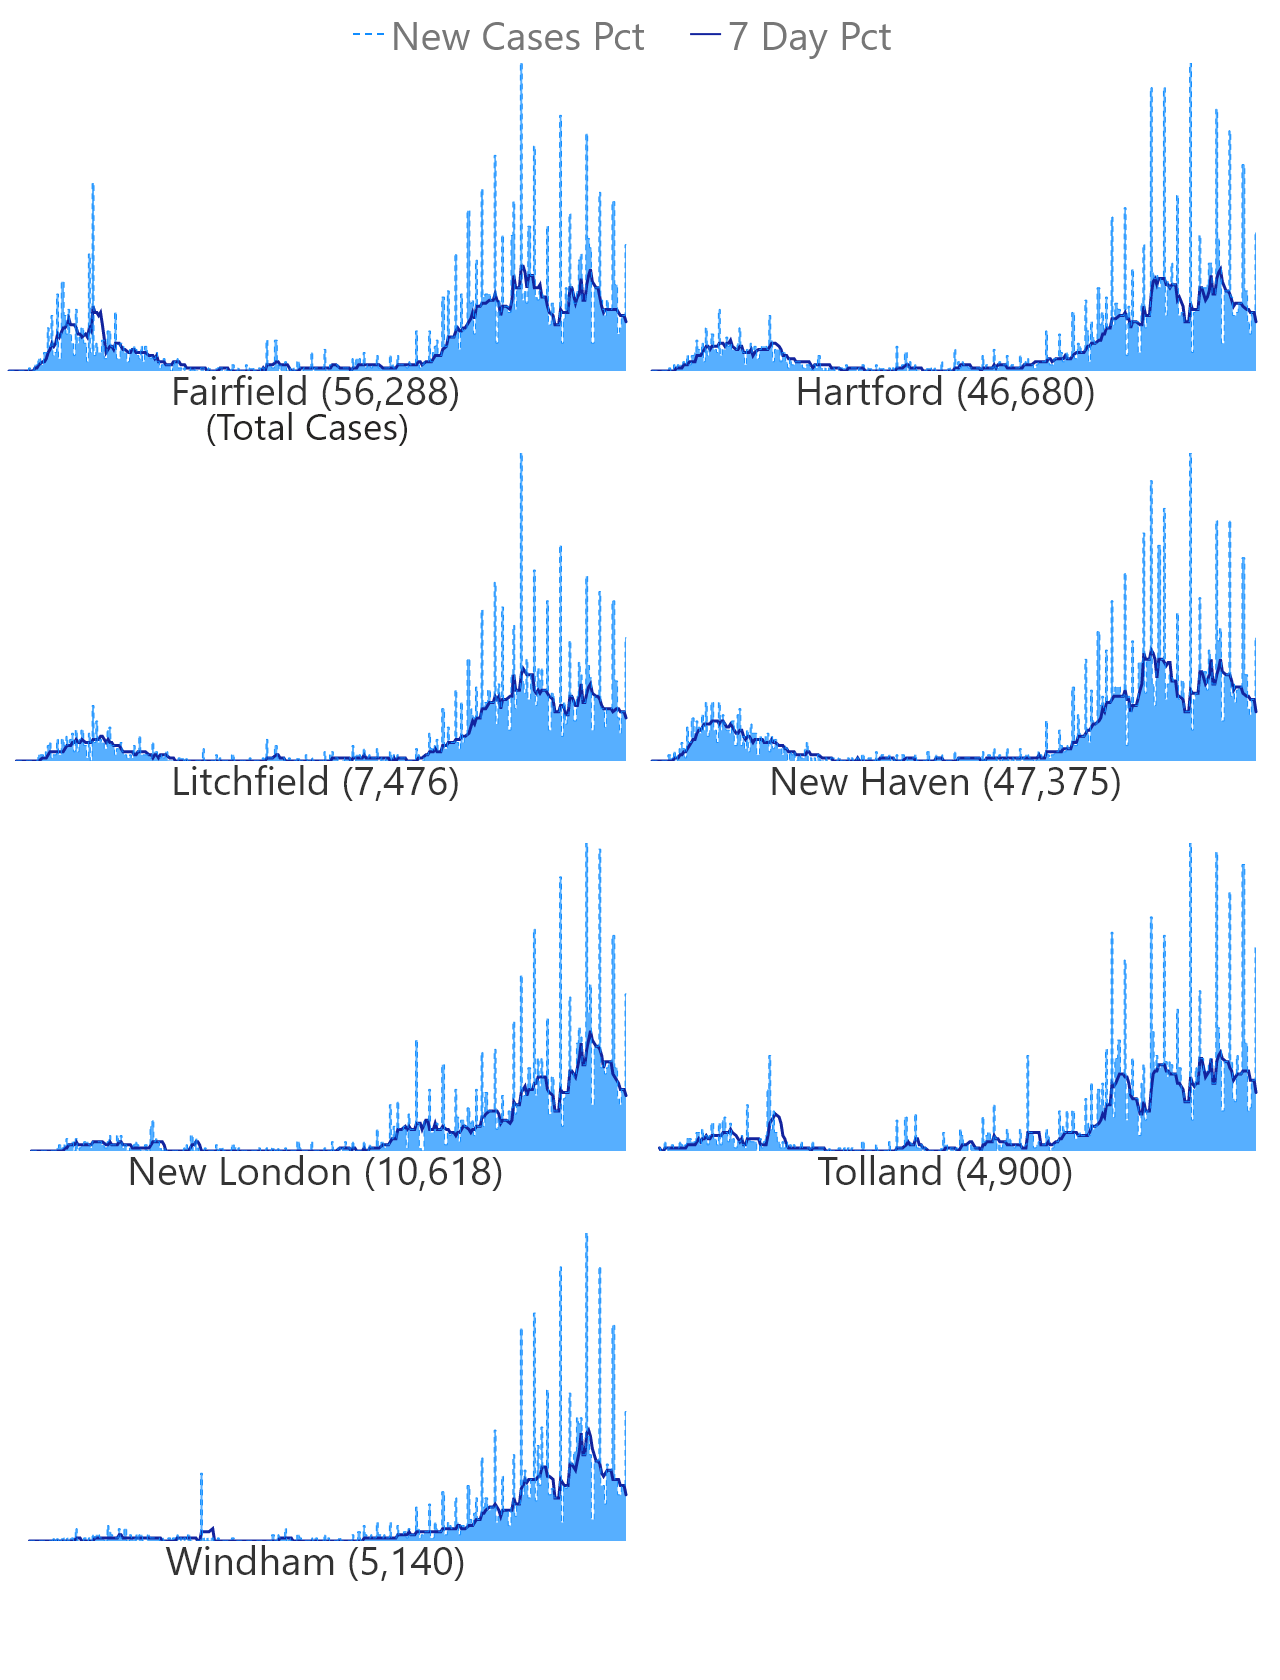 New Cases Pct 7 Day Pct
Fairfield (56,288)
(Total Cases)
Hartford (46,680)
Litchfield (7,476)
New Haven (47,375)
New London (10,618)
Tolland (4,900)
Windham (5,140)